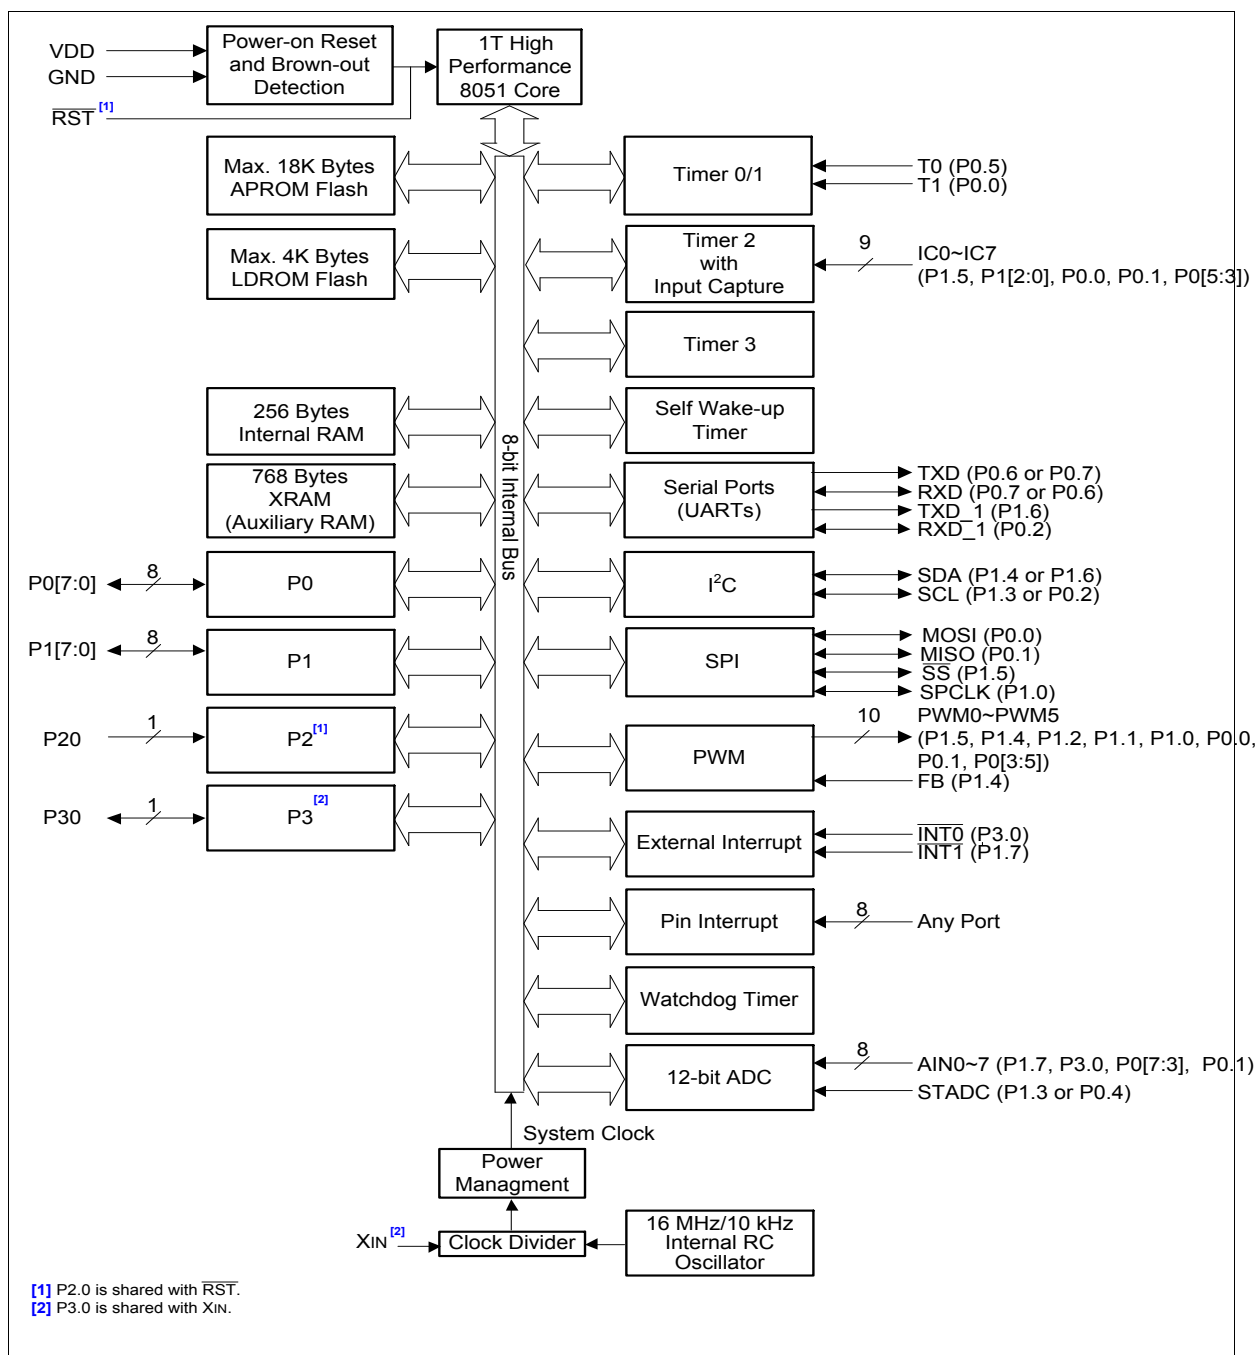 VDD
GND
RST [1]
Power-on Reset
and Brown-out
Detection
1T High
Performance
8051 Core
Max. 18K Bytes
APROM Flash
Max. 4K Bytes
LDROM Flash
256 Bytes
Internal RAM
768 Bytes
XRAM
(Auxiliary RAM)
P0[7:0]
8
P0
P1[7:0]
8
P1
P20
1
P2[1]
P30
1
P3[2]
8-bit Internal Bus
Timer 0/1
T0 (P0.5)
T1 (P0.0)
Timer 2
with
Input Capture
9
IC0~IC7
(P1.5, P1[2:0], P0.0, P0.1, P0[5:3])
Timer 3
Self Wake-up
Timer
Serial Ports
(UARTs)
TXD (P0.6 or P0.7)
RXD (P0.7 or P0.6)
TXD_1 (P1.6)
RXD_1 (P0.2)
I2C
SDA (P1.4 or P1.6)
SCL (P1.3 or P0.2)
SPI
MOSI (P0.0)
MISO (P0.1)
SS (P1.5)
SPCLK (P1.0)
PWM
10
PWM0~PWM5
(P1.5, P1.4, P1.2, P1.1, P1.0, P0.0,
P0.1, P0[3:5])
FB (P1.4)
External Interrupt
INT0 (P3.0)
INT1 (P1.7)
Pin Interrupt
8
Any Port
Watchdog Timer
12-bit ADC
8
AIN0~7 (P1.7, P3.0, P0[7:3], P0.1)
STADC (P1.3 or P0.4)
System Clock
Power
Managment
XIN [2]
Clock Divider
16 MHz/10 kHz
Internal RC
Oscillator
[1] P2.0 is shared with RST.
[2] P3.0 is shared with XIN.